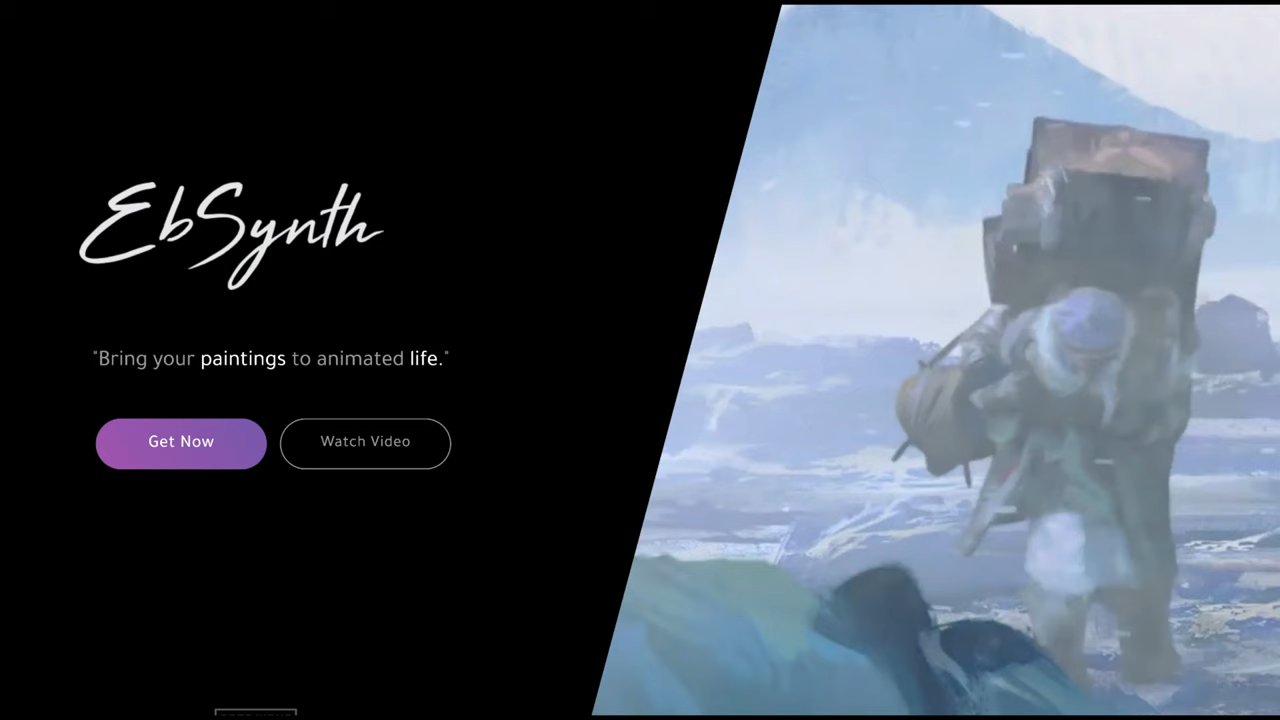 EbSynth
"Bring your paintings to animated life."
Get Now
Watch Video